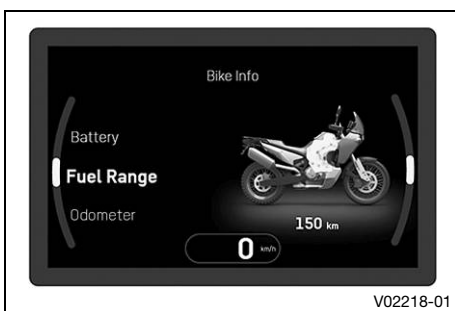 Bike Info
Battery
Fuel Range
Odometer
150 km
0 km/h
V02218-01